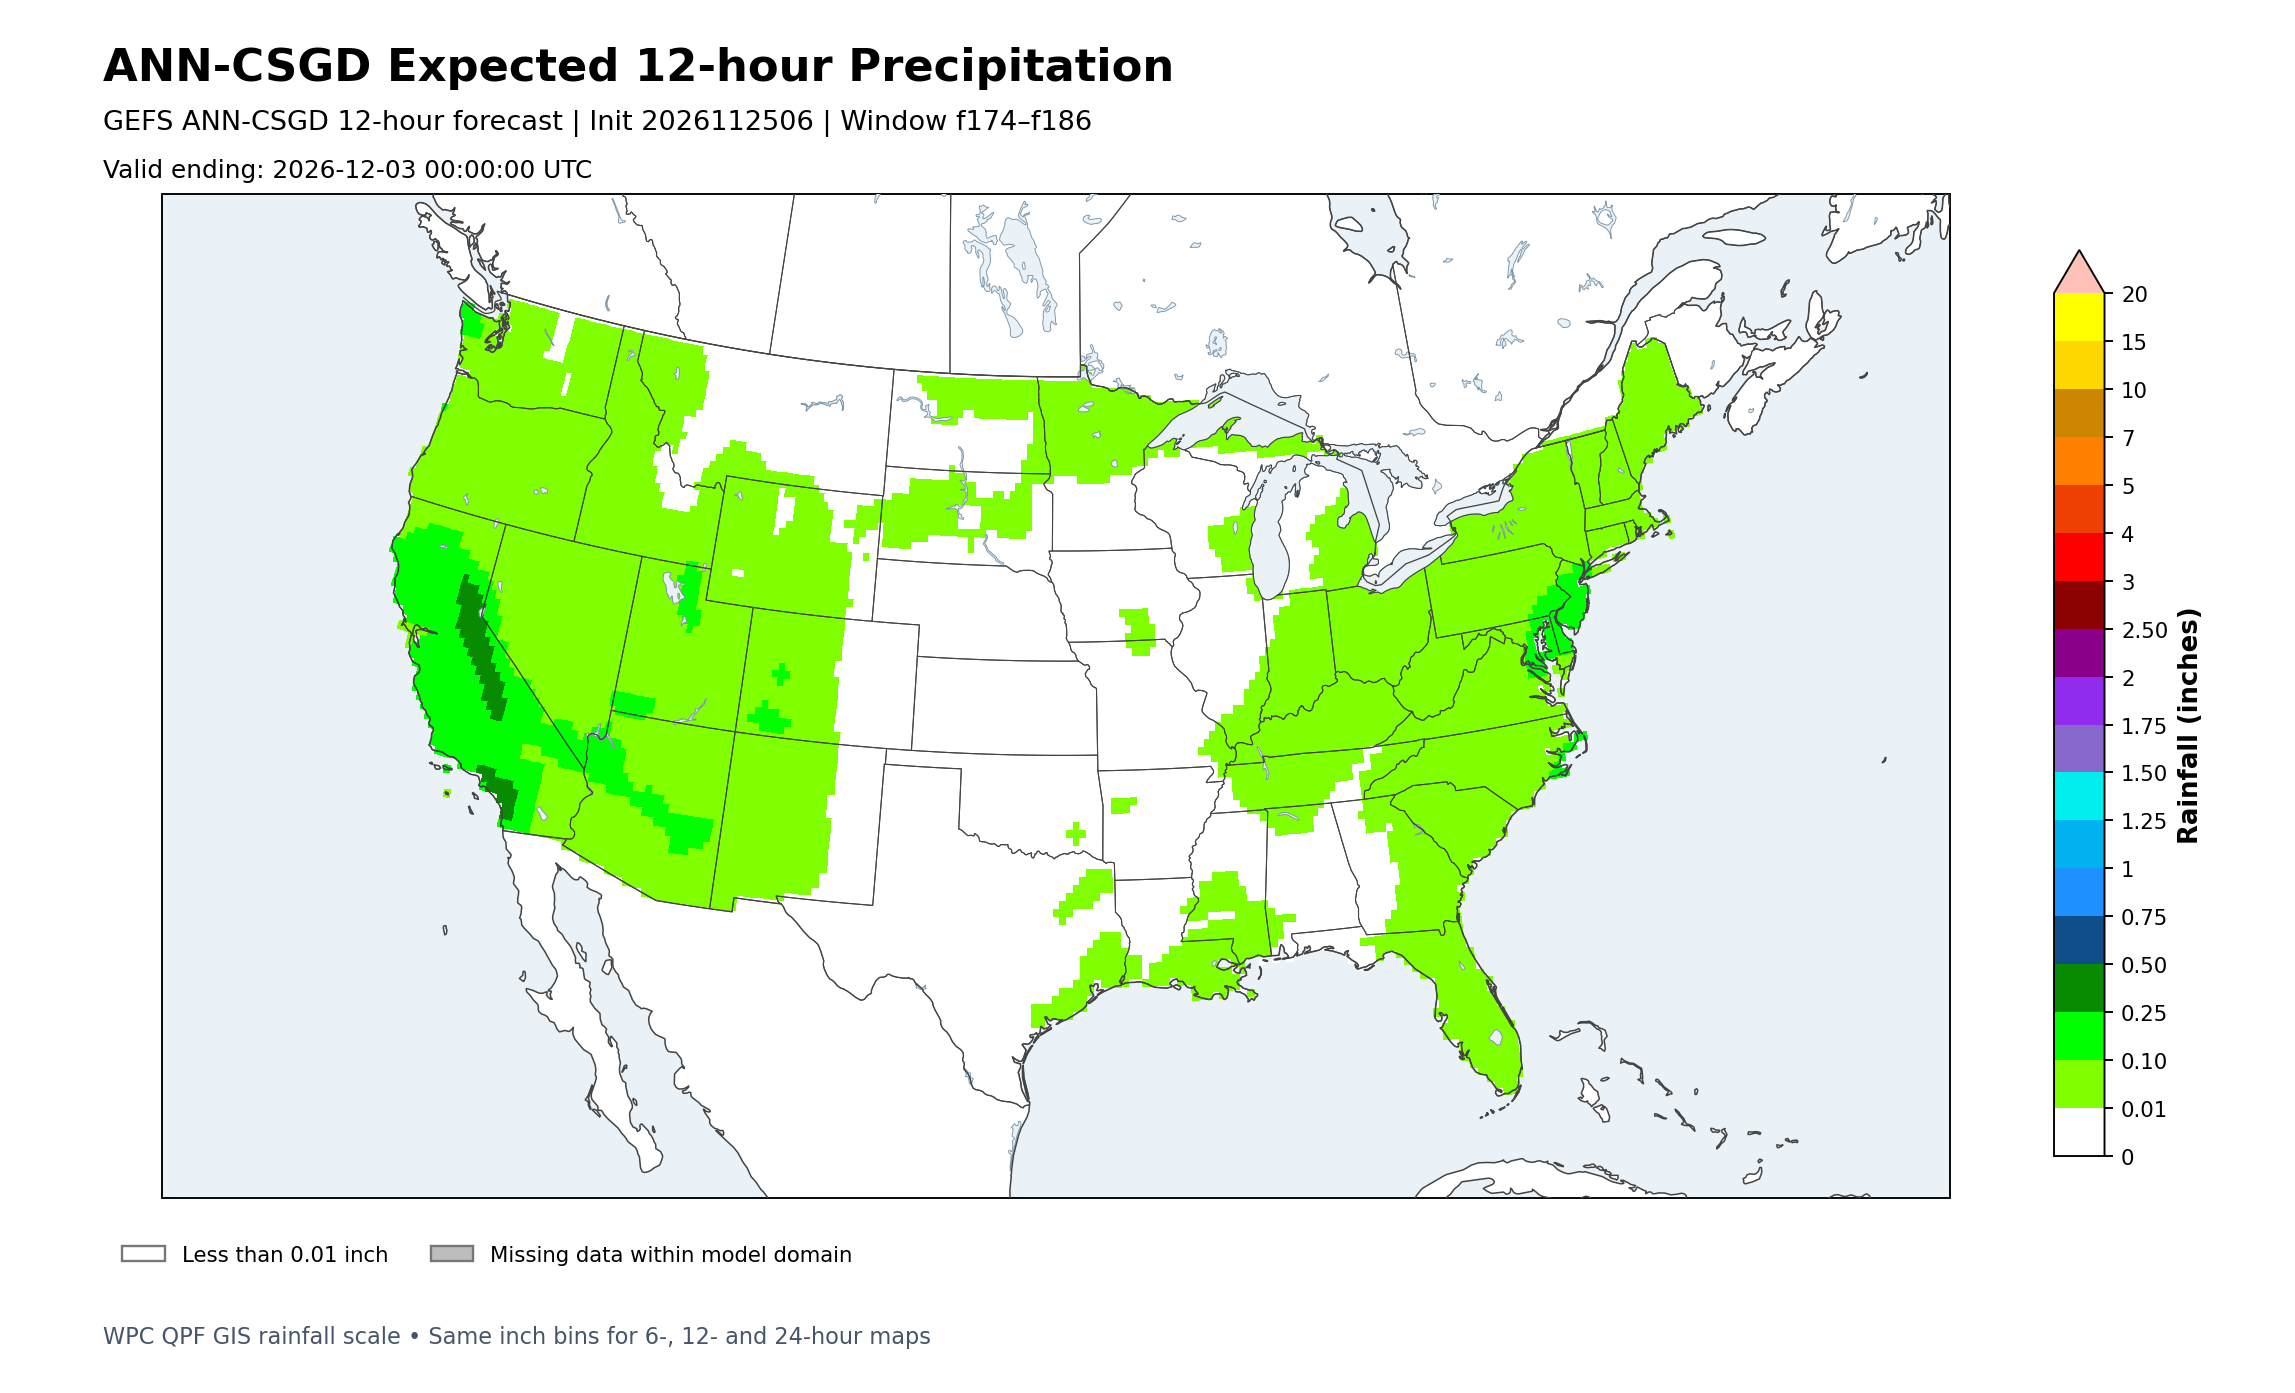 ANN-CSGD Expected 12-hour Precipitation
GEFS ANN-CSGD 12-hour forecast | Init 2026112506 | Window f174–f186
Valid ending: 2026-12-03 00:00:00 UTC
20
15
10
7
5
4
3
2.50
2
1.75
1.50
1.25
1
0.75
0.50
0.25
0.10
0.01
0
Rainfall (inches)
Less than 0.01 inch
Missing data within model domain
WPC QPF GIS rainfall scale • Same inch bins for 6-, 12- and 24-hour maps